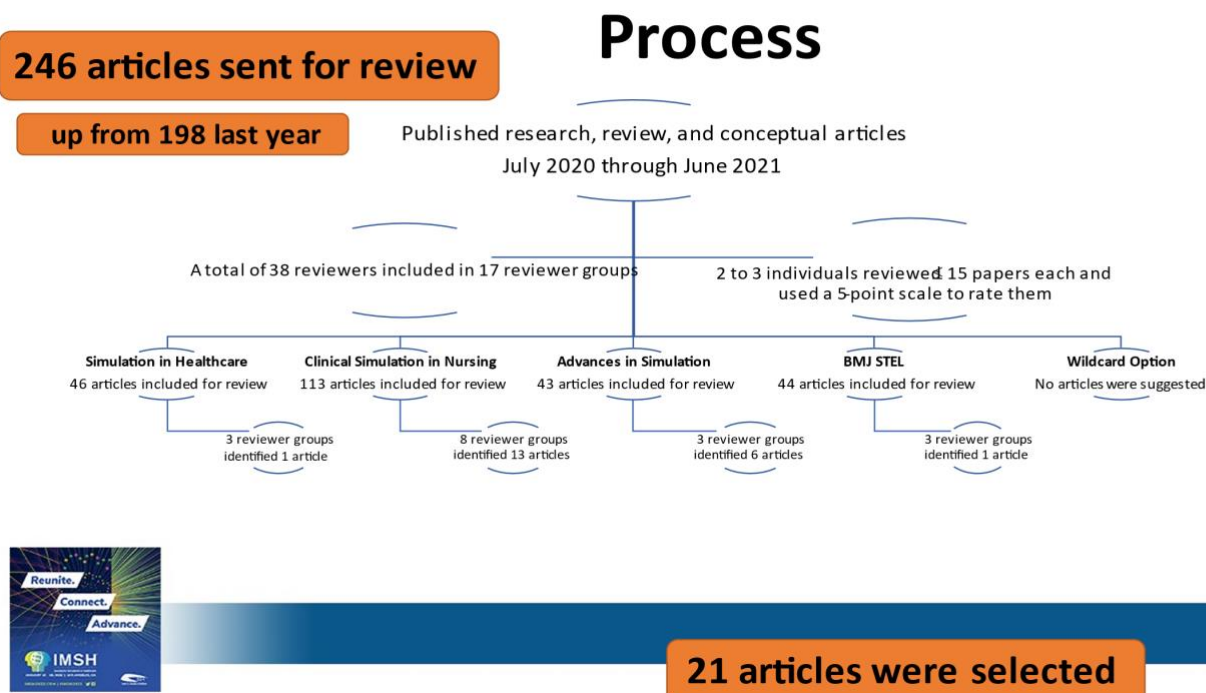 Process
246 articles sent for review
up from 198 last year
Published research, review, and conceptual articles
July 2020 through June 2021
A total of 38 reviewers included in 17 reviewer groups
2 to 3 individuals reviewed 15 papers each and
used a 5-point scale to rate them
Simulation in Healthcare
46 articles included for review
Clinical Simulation in Nursing
113 articles included for review
Advances in Simulation
43 articles included for review
BMJ STEL
44 articles included for review
Wildcard Option
No articles were suggested
3 reviewer groups
identified 1 article
8 reviewer groups
identified 13 articles
3 reviewer groups
identified 6 articles
3 reviewer groups
identified 1 article
Reunite.
Connect.
Advance.
IMSH
21 articles were selected